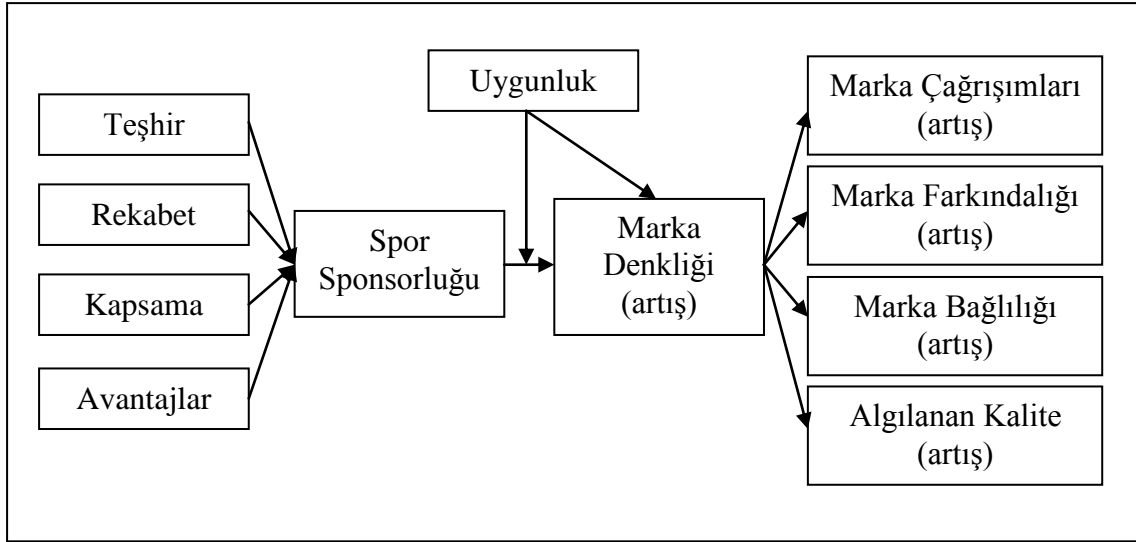 Teşhir
Rekabet
Kapsama
Avantajlar
Spor
Sponsorluğu
Uygunluk
Marka
Denkliği
(artış)
Marka Çağrışımları
(artış)
Marka Farkındalığı
(artış)
Marka Bağlılığı
(artış)
Algılanan Kalite
(artış)